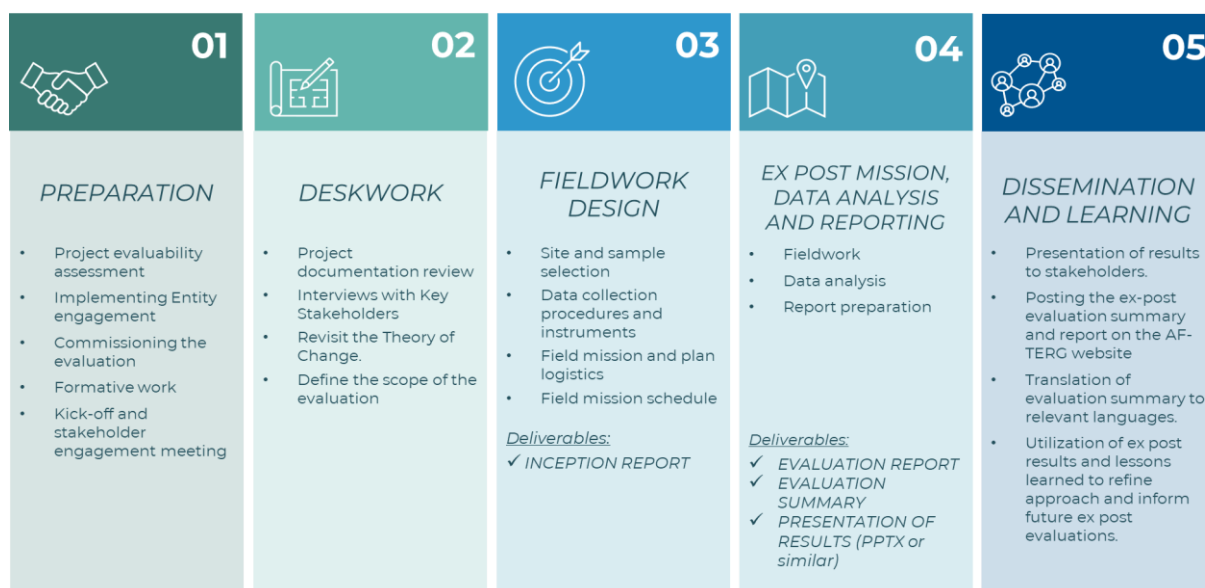 01
PREPARATION
• Project evaluability
assessment
• Implementing Entity
engagement
• Commissioning the
evaluation
• Formative work
• Kick-off and
stakeholder
engagement meeting
02
DESKWORK
• Project
documentation review
• Interviews with Key
Stakeholders
• Revisit the Theory of
Change.
• Define the scope of the
evaluation
03
FIELDWORK
DESIGN
• Site and sample
selection
• Data collection
procedures and
instruments
• Field mission and plan
logistics
• Field mission schedule
Deliverables:
✓ INCEPTION REPORT
04
EX POST MISSION,
DATA ANALYSIS
AND REPORTING
• Fieldwork
• Data analysis
• Report preparation
Deliverables:
✓ EVALUATION REPORT
✓ EVALUATION
SUMMARY
✓ PRESENTATION OF
RESULTS (PPTX or
similar)
05
DISSEMINATION
AND LEARNING
• Presentation of results
to stakeholders.
• Posting the ex-post
evaluation summary
and report on the AF-
TERG website
• Translation of
evaluation summary to
relevant languages.
• Utilization of ex post
results and lessons
learned to refine
approach and inform
future ex post
evaluations.